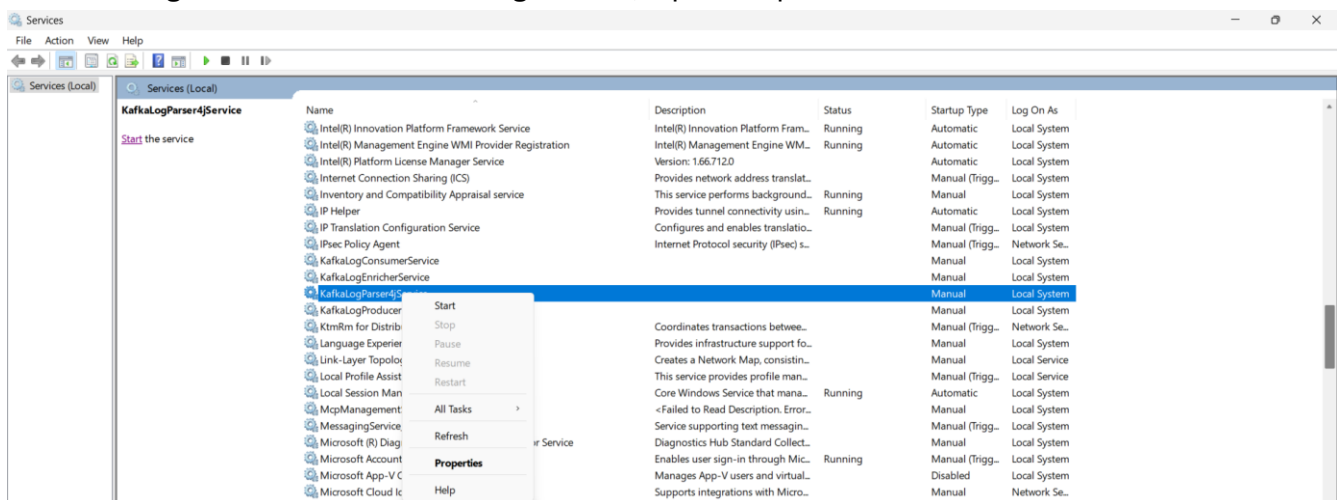 Services
File Action View Help
Services (Local)
Services (Local)
KafkaLogParser4jService
Start the service
Name Description Status Startup Type Log On As
Intel(R) Innovation Platform Framework Service Intel(R) Innovation Platform Fram... Running Automatic Local System
Intel(R) Management Engine WMI Provider Registration Intel(R) Management Engine WM... Running Automatic Local System
Intel(R) Platform License Manager Service Version: 1.66.712.0 Automatic Local System
Internet Connection Sharing (ICS) Provides network address translat... Manual (Trigg... Local System
Inventory and Compatibility Appraisal service This service performs background... Running Manual Local System
IP Helper Provides tunnel connectivity usin... Running Automatic Local System
IP Translation Configuration Service Configures and enables translatio... Manual (Trigg... Local System
IPsec Policy Agent Internet Protocol security (IPsec) s... Manual (Trigg... Network Se...
KafkaLogConsumerService Manual Local System
KafkaLogEnricherService Manual Local System
KafkaLogParser4jService Manual Local System
KafkaLogProducer Manual Local System
KtmRm for Distrib Coordinates transactions betwee... Manual (Trigg... Network Se...
Language Experier Provides infrastructure support fo... Manual Local System
Link-Layer Topolog Creates a Network Map, consistin... Manual Local Service
Local Profile Assist This service provides profile man... Manual (Trigg... Local Service
Local Session Man Core Windows Service that mana... Running Automatic Local System
McpManagement <Failed to Read Description. Error... Manual Local System
MessagingService Service supporting text messagin... Manual (Trigg... Local System
Microsoft (R) Diag r Service Diagnostics Hub Standard Collect... Manual Local System
Microsoft Account Enables user sign-in through Mic... Running Manual (Trigg... Local System
Microsoft App-V C Manages App-V users and virtual... Disabled Local System
Microsoft Cloud Ic Supports integrations with Micro... Manual Network Se...
Start
Stop
Pause
Resume
Restart
All Tasks
Refresh
Properties
Help